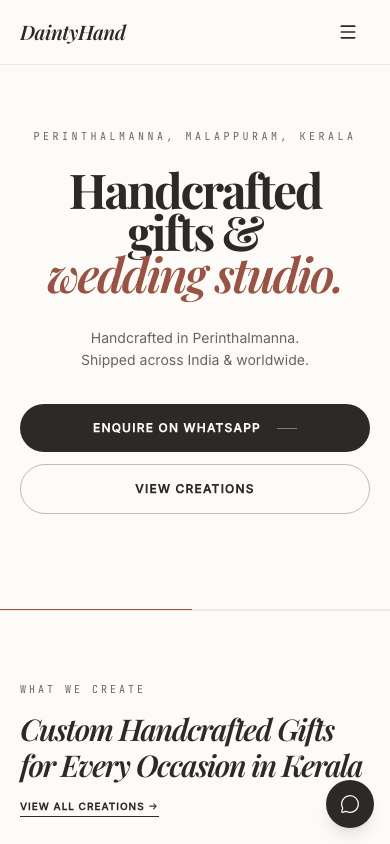 DaintyHand
PERINTHALMANNA, MALAPPURAM, KERALA
Handcrafted
gifts &
wedding studio.
Handcrafted in Perinthalmanna.
Shipped across India & worldwide.
ENQUIRE ON WHATSAPP
VIEW CREATIONS
WHAT WE CREATE
Custom Handcrafted Gifts
for Every Occasion in Kerala
VIEW ALL CREATIONS →